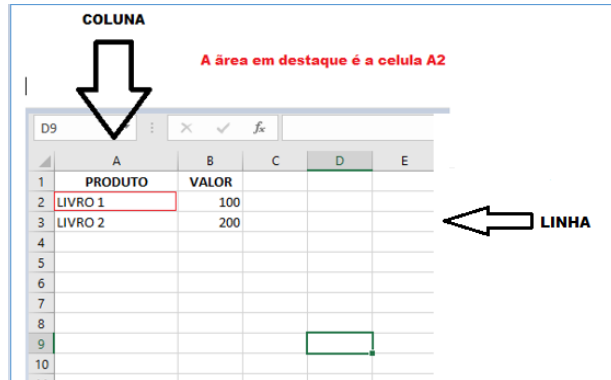 COLUNA
A ärea em destaque é a celula A2
D9 fx
A B C D E
1 PRODUTO VALOR
2 LIVRO 1 100
3 LIVRO 2 200
LINHA
4
5
6
7
8
9
10